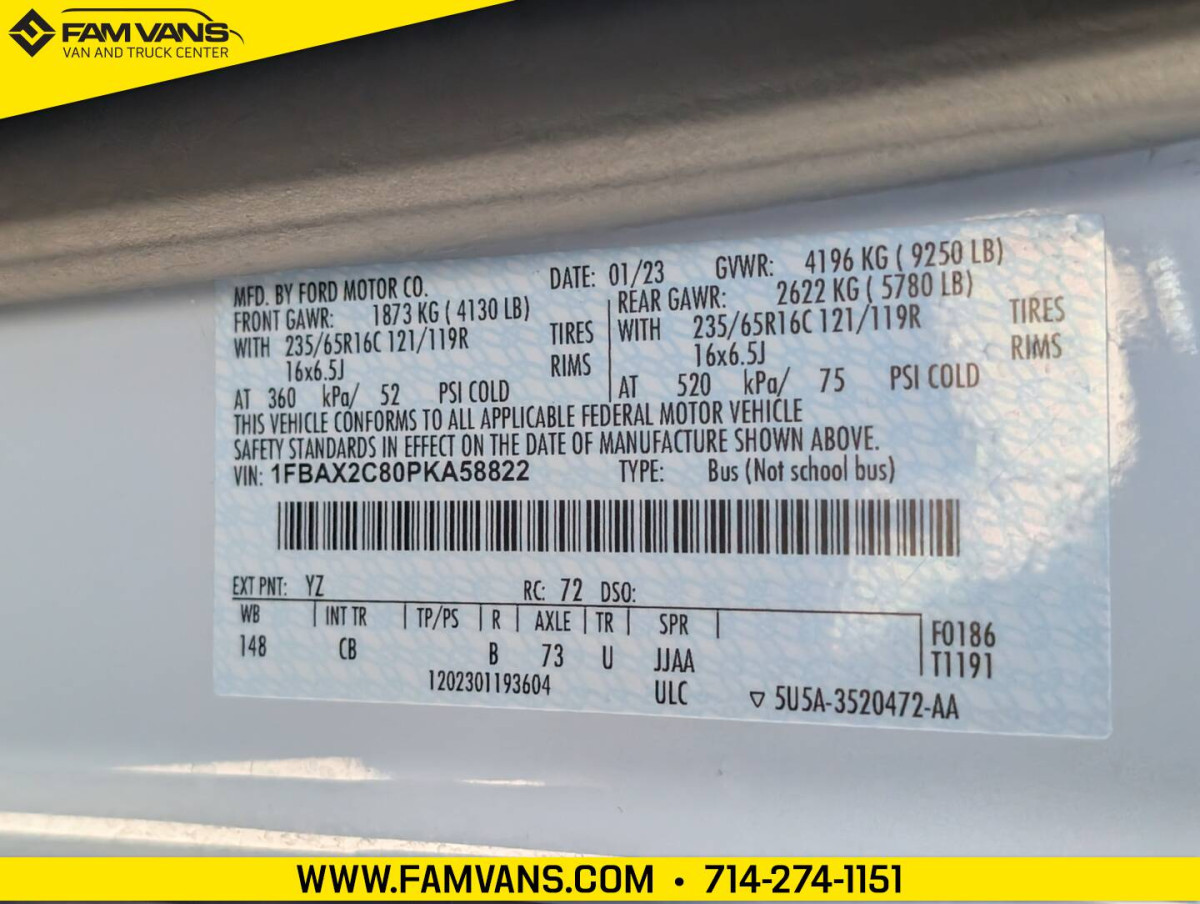 FAM VANS
VAN AND TRUCK CENTER
MFD. BY FORD MOTOR CO. DATE: 01/23 GVWR: 4196 KG ( 9250 LB)
FRONT GAWR: 1873 KG ( 4130 LB) REAR GAWR: 2622 KG ( 5780 LB)
WITH 235/65R16C 121/119R TIRES WITH 235/65R16C 121/119R TIRES
16x6.5J RIMS 16x6.5J RIMS
AT 360 kPa/ 52 PSI COLD AT 520 kPa/ 75 PSI COLD
THIS VEHICLE CONFORMS TO ALL APPLICABLE FEDERAL MOTOR VEHICLE
SAFETY STANDARDS IN EFFECT ON THE DATE OF MANUFACTURE SHOWN ABOVE.
VIN: 1FBAX2C80PKA58822 TYPE: Bus (Not school bus)
EXT PNT: YZ RC: 72 DSO:
WB INT TR TP/PS R AXLE TR SPR
148 CB B 73 U JJAA
F0186
T1191
1202301193604 ULC ▽ 5U5A-3520472-AA
WWW.FAMVANS.COM • 714-274-1151